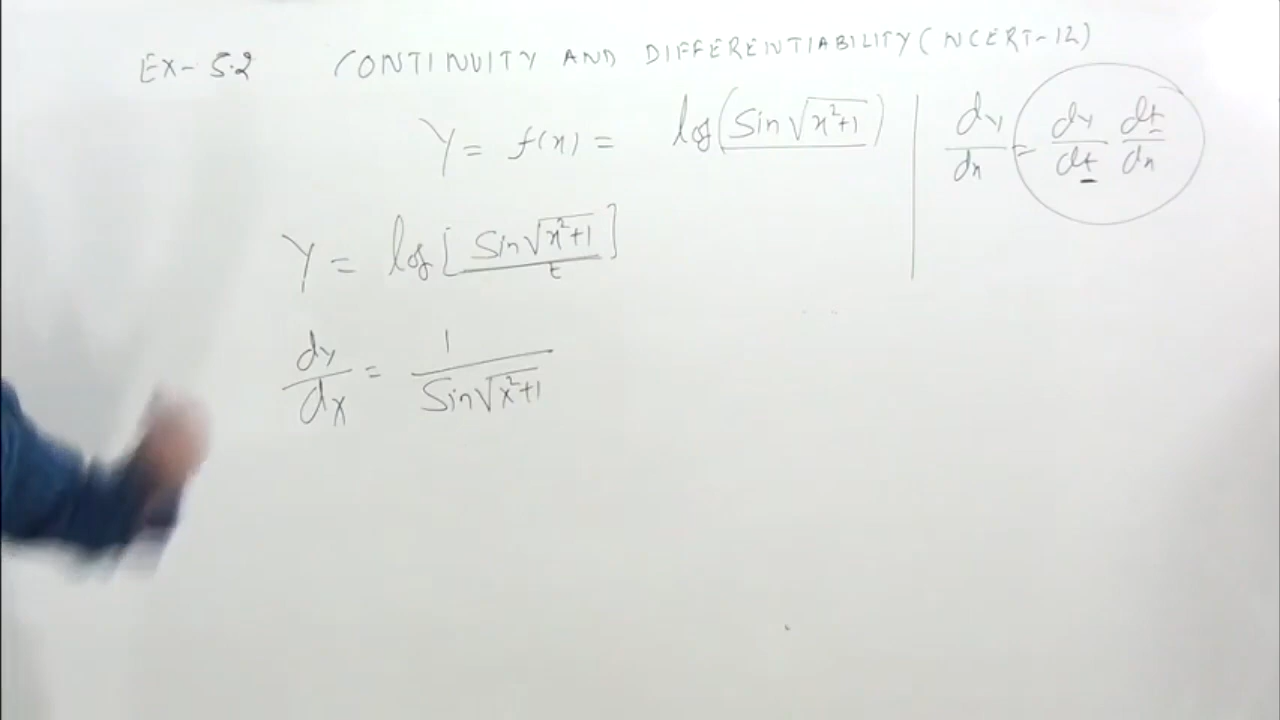 EX- 5.2 CONTINUITY AND DIFFERENTIABILITY (NCERT-12)
Y = f(x) = log(Sin√(x²+1)) | dy/dx = dy/dt dt/dx
Y = log[Sin√(x²+1)]
t
dy/dx = 1/(Sin√(x²+1))